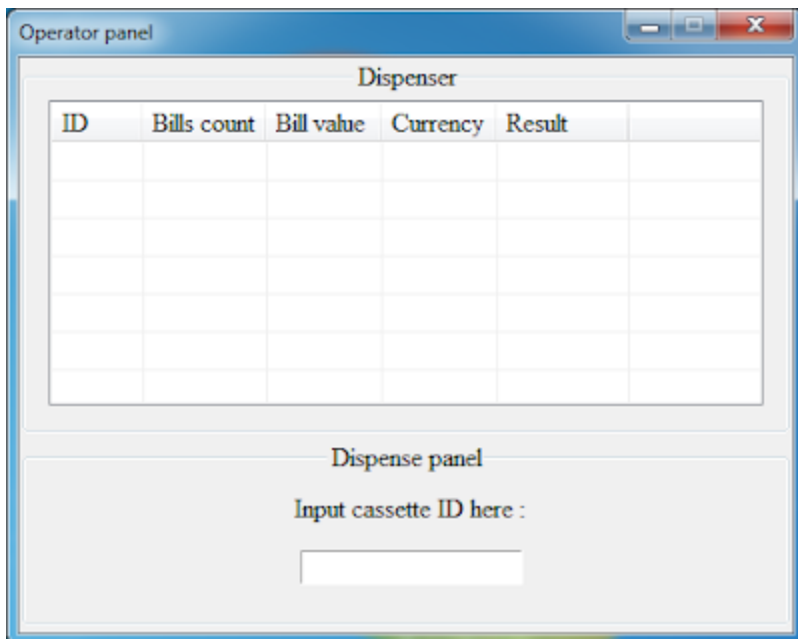 Operator panel
Dispenser
ID Bills count Bill value Currency Result
Dispense panel
Input cassette ID here :